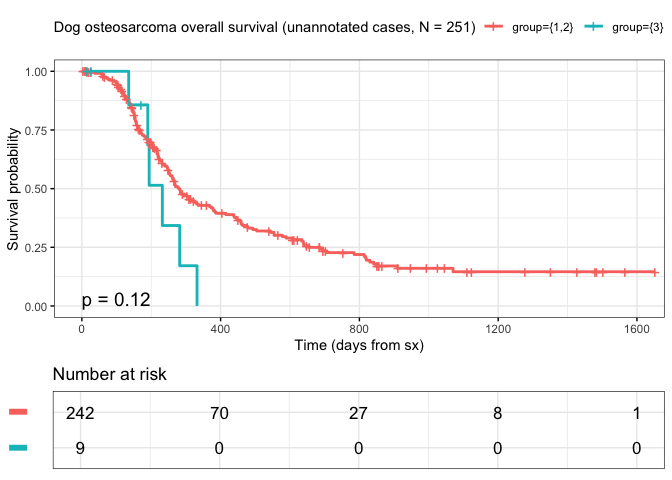 Dog osteosarcoma overall survival (unannotated cases, N = 251) group={1,2} group={3}
1.00
0.75
0.50
0.25
0.00
Survival probability
p = 0.12
0 400 800 1200 1600
Time (days from sx)
Number at risk
242 70 27 8 1
9 0 0 0 0